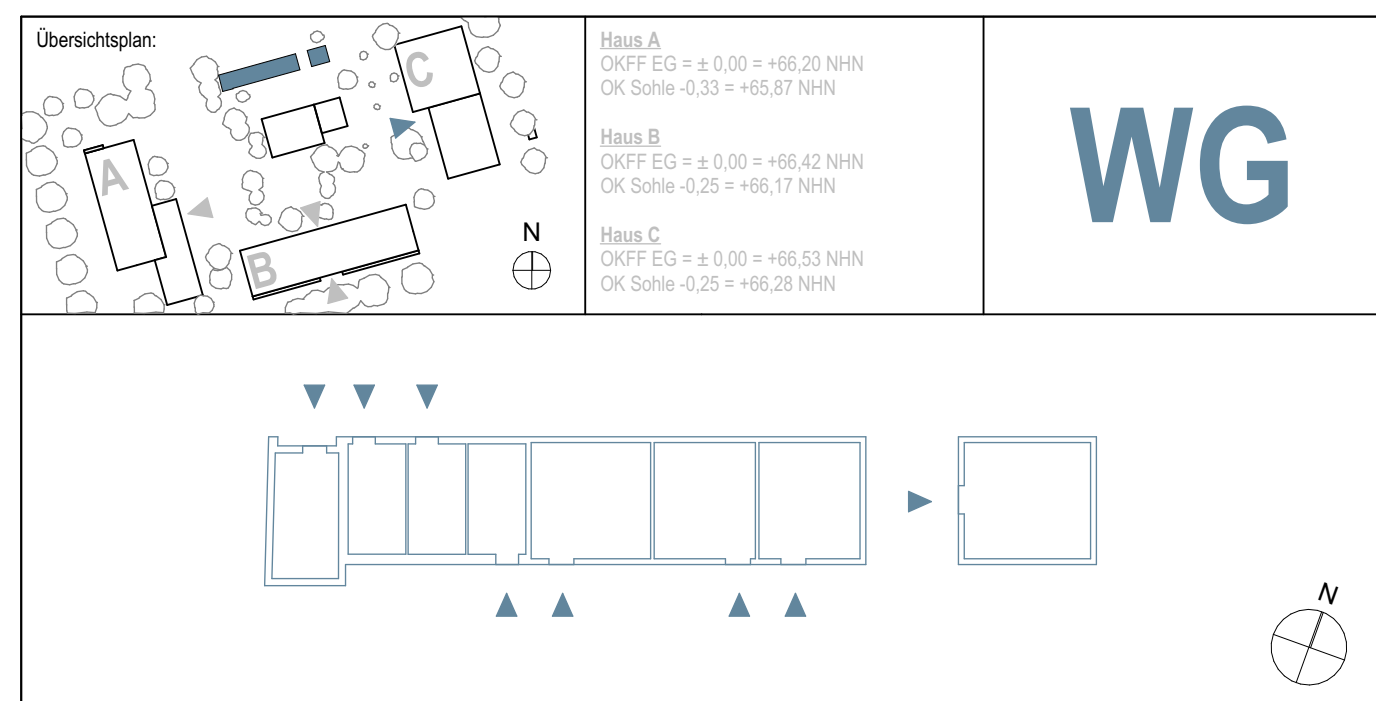 Übersichtsplan:
A
B
C
N
Haus A
OKFF EG = ± 0,00 = +66,20 NHN
OK Sohle -0,33 = +65,87 NHN
Haus B
OKFF EG = ± 0,00 = +66,42 NHN
OK Sohle -0,25 = +66,17 NHN
Haus C
OKFF EG = ± 0,00 = +66,53 NHN
OK Sohle -0,25 = +66,28 NHN
WG
N